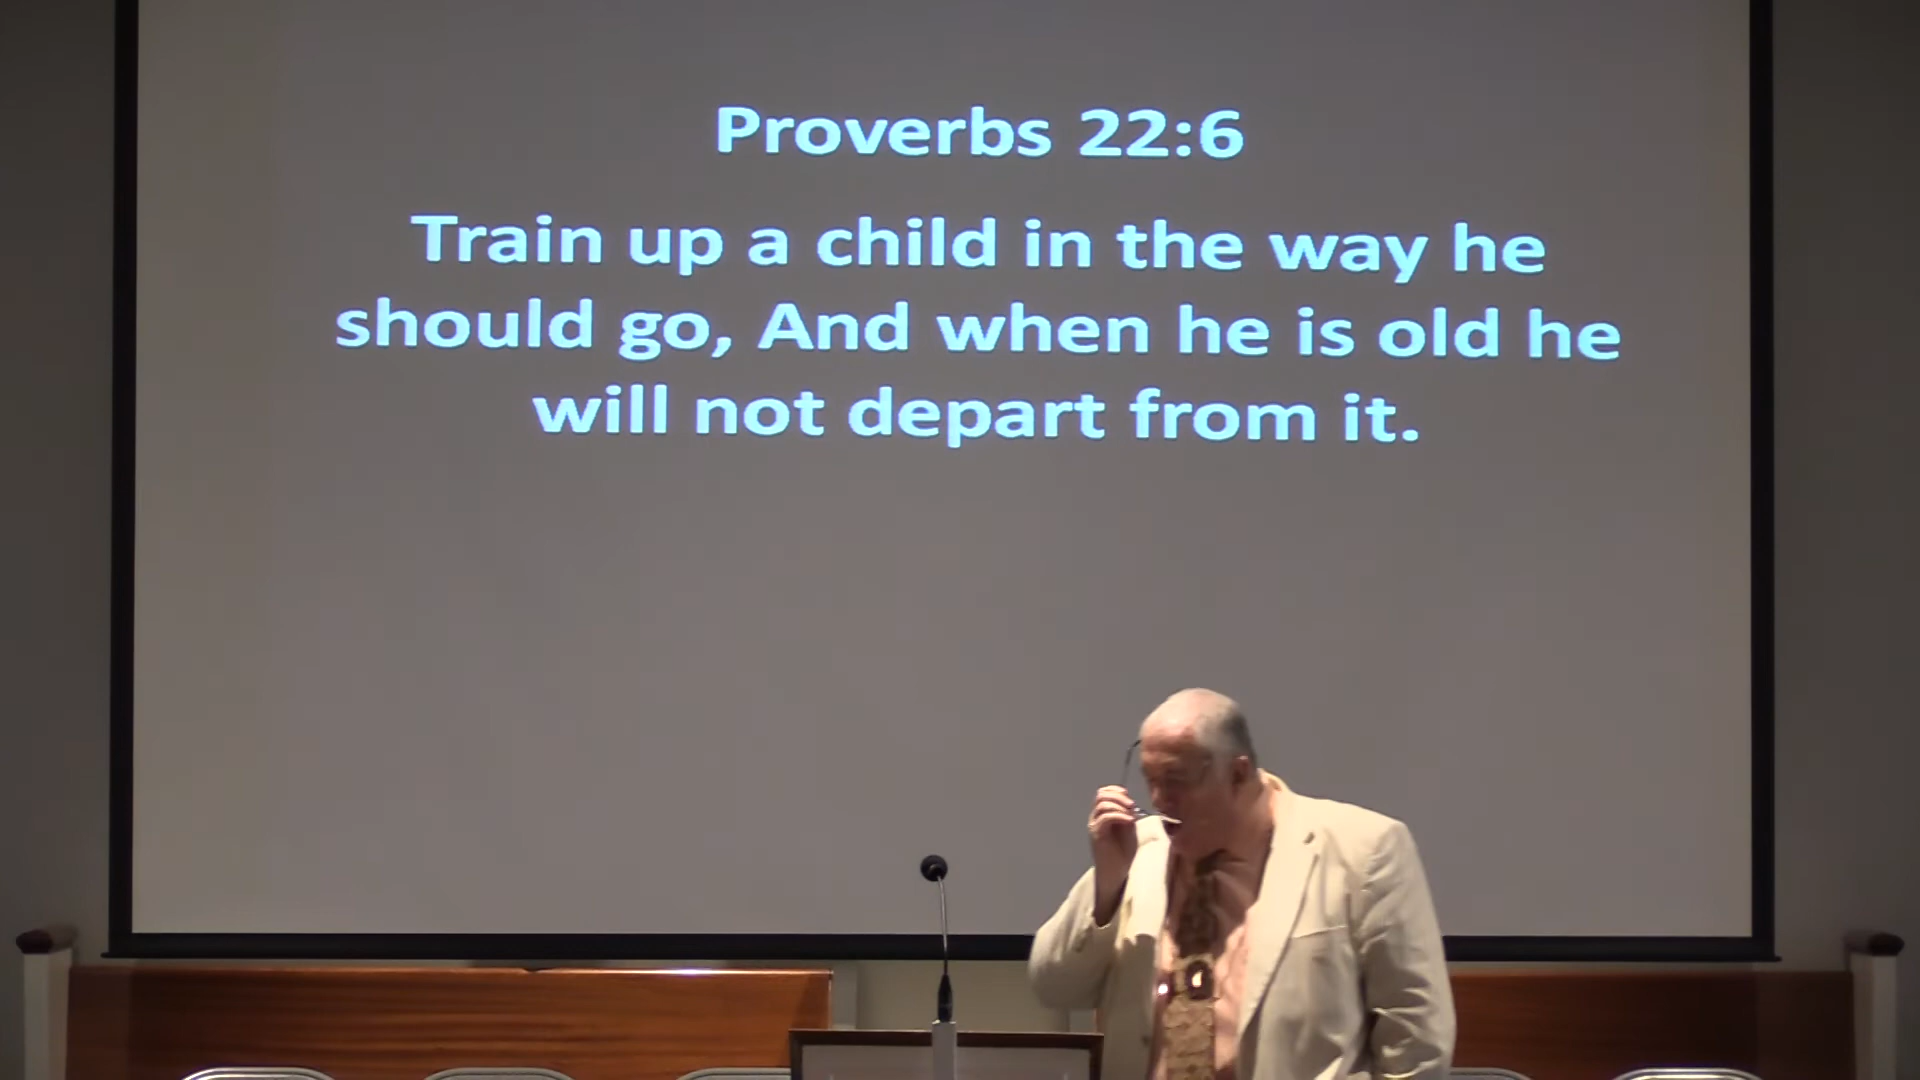 Proverbs 22:6
Train up a child in the way he
should go, And when he is old he
will not depart from it.